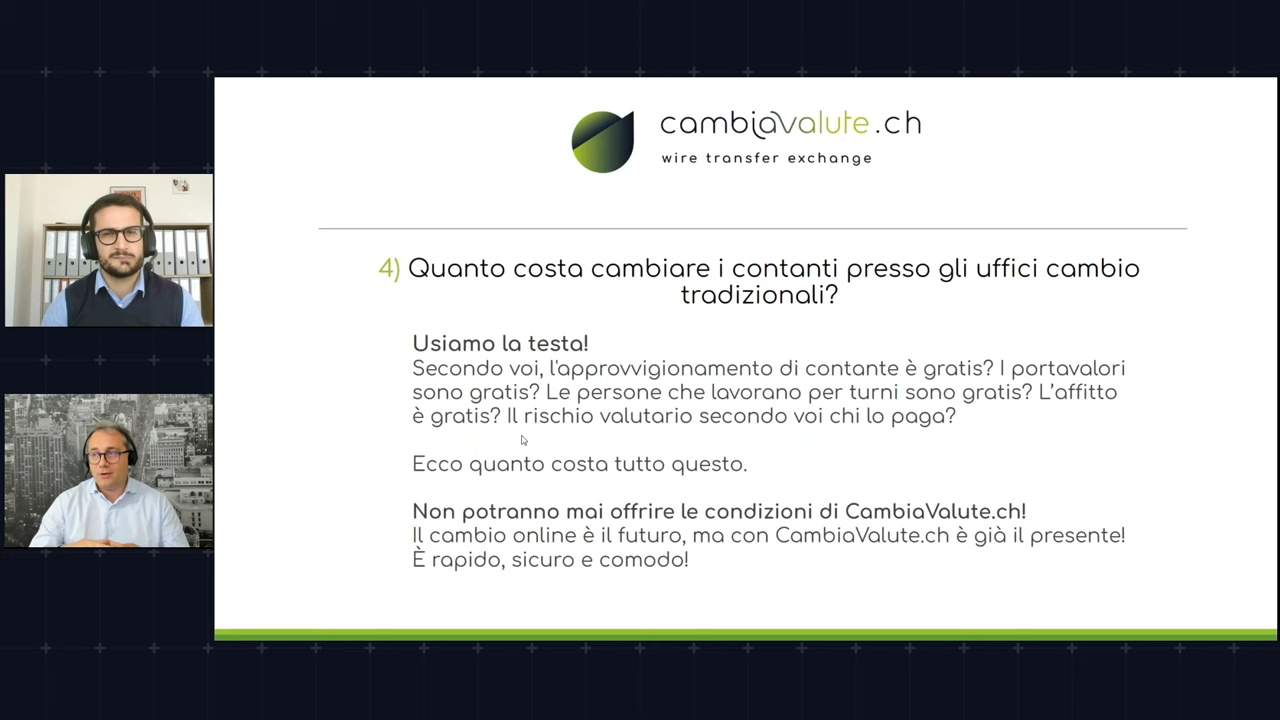 cambiavalute.ch
wire transfer exchange
4) Quanto costa cambiare i contanti presso gli uffici cambio
tradizionali?
Usiamo la testa!
Secondo voi, l'approvvigionamento di contante è gratis? I portavalori
sono gratis? Le persone che lavorano per turni sono gratis? L’affitto
è gratis? Il rischio valutario secondo voi chi lo paga?
Ecco quanto costa tutto questo.
Non potranno mai offrire le condizioni di CambiaValute.ch!
Il cambio online è il futuro, ma con CambiaValute.ch è già il presente!
È rapido, sicuro e comodo!